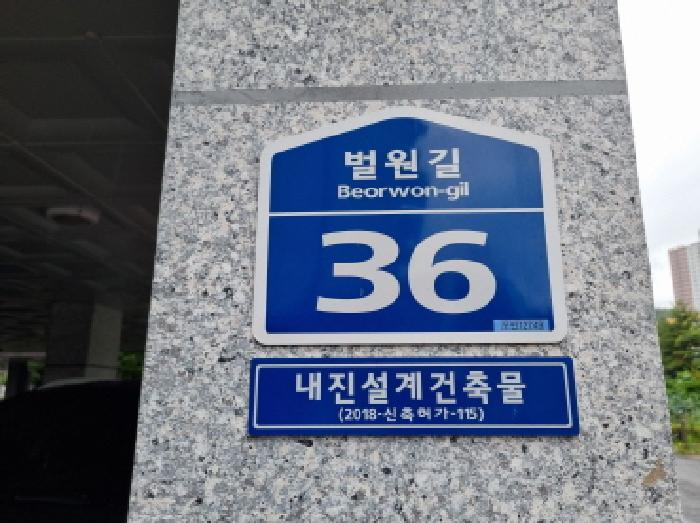 벌원길
Beorwon-gil
36
내진설계건축물
(2018-신축허가-115)